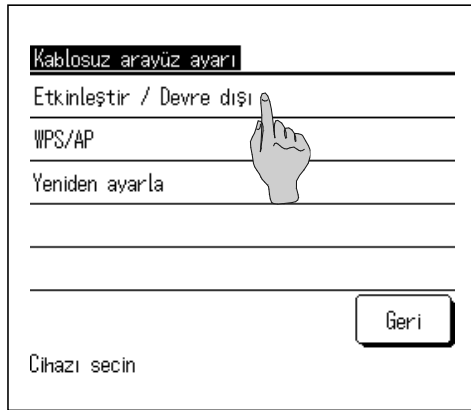 Kablosuz arayüz ayarı
Etkinleştir / Devre dışı
WPS/AP
Yeniden ayarla
Geri
Cihazı secin